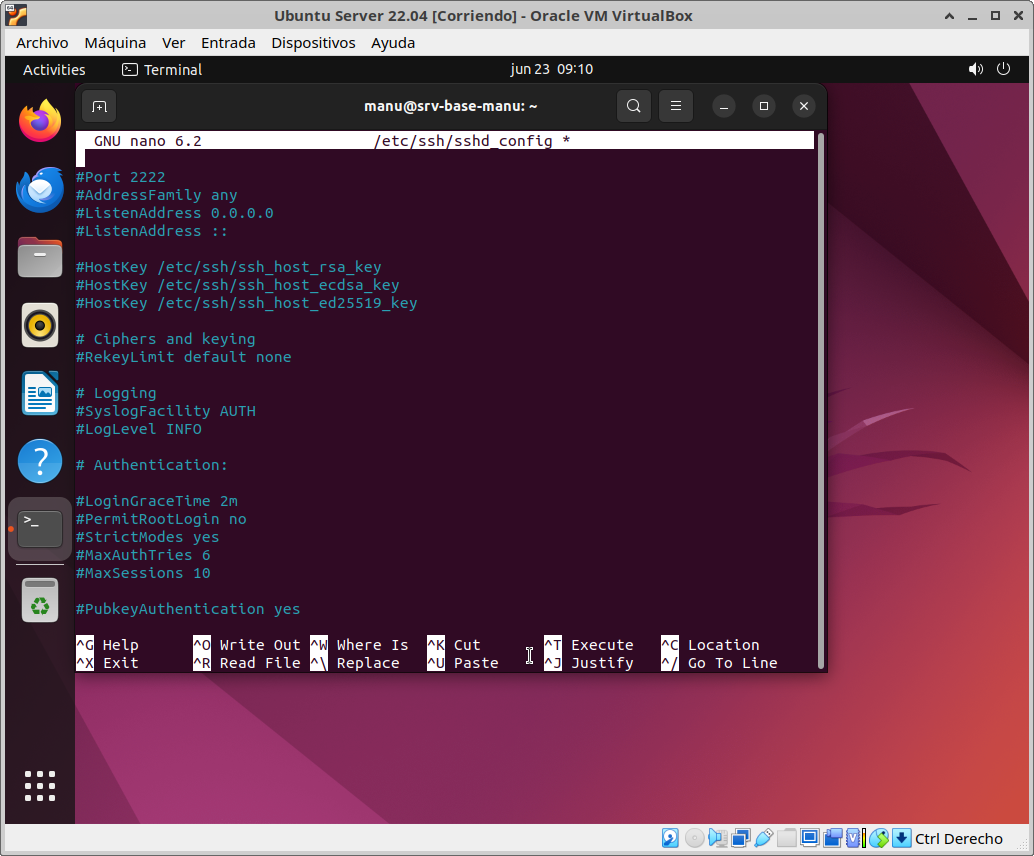 Ubuntu Server 22.04 [Corriendo] - Oracle VM VirtualBox
Archivo Máquina Ver Entrada Dispositivos Ayuda
Activities Terminal jun 23 09:10
manu@srv-base-manu: ~
GNU nano 6.2 /etc/ssh/sshd_config *
#Port 2222
#AddressFamily any
#ListenAddress 0.0.0.0
#ListenAddress ::
#HostKey /etc/ssh/ssh_host_rsa_key
#HostKey /etc/ssh/ssh_host_ecdsa_key
#HostKey /etc/ssh/ssh_host_ed25519_key
# Ciphers and keying
#RekeyLimit default none
# Logging
#SyslogFacility AUTH
#LogLevel INFO
# Authentication:
#LoginGraceTime 2m
#PermitRootLogin no
#StrictModes yes
#MaxAuthTries 6
#MaxSessions 10
#PubkeyAuthentication yes
^G Help ^O Write Out ^W Where Is ^K Cut ^T Execute ^C Location
^X Exit ^R Read File ^\ Replace ^U Paste ^J Justify ^/ Go To Line
Ctrl Derecho